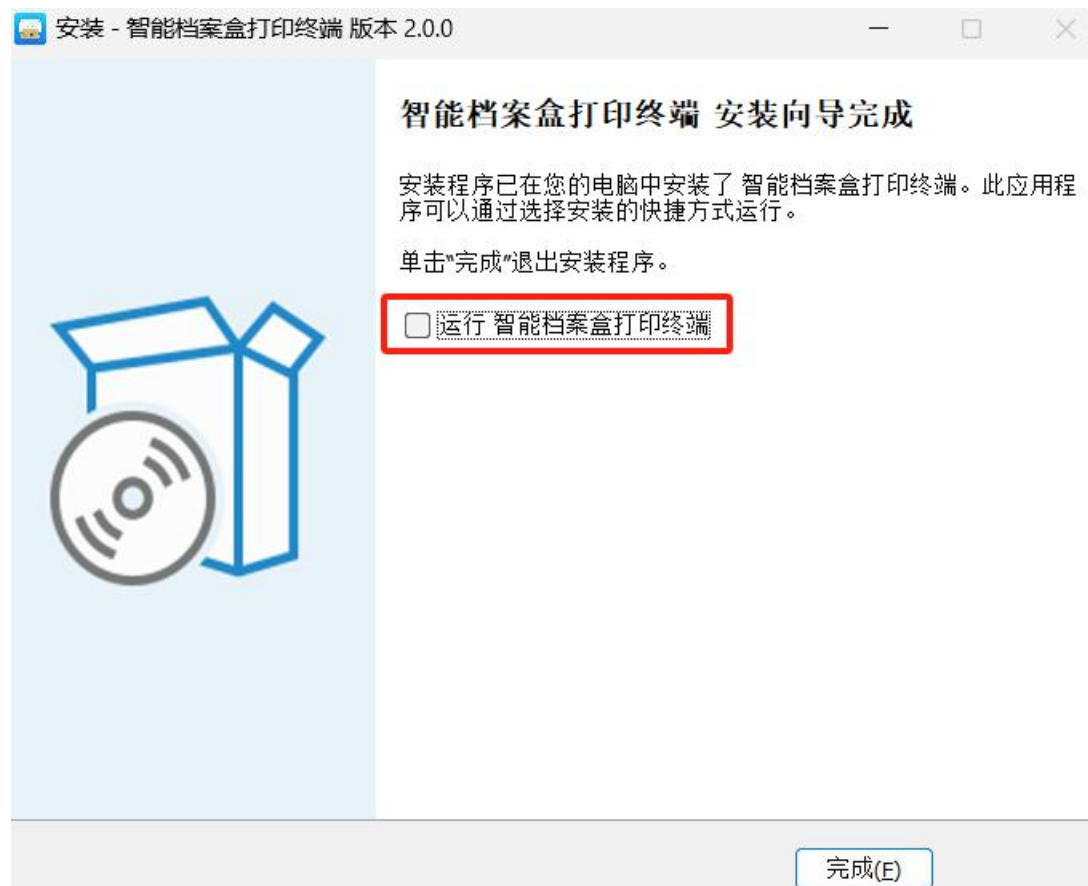 安装 - 智能档案盒打印终端 版本 2.0.0
智能档案盒打印终端 安装向导完成
安装程序已在您的电脑中安装了 智能档案盒打印终端。此应用程
序可以通过选择安装的快捷方式运行。
单击"完成"退出安装程序。
运行 智能档案盒打印终端
完成(F)